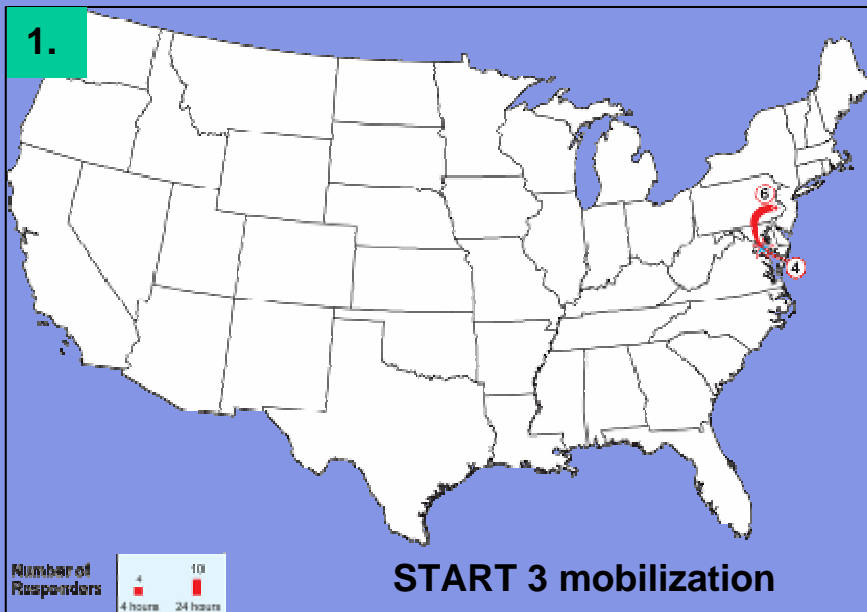 1.
6
4
Number of
Responders
4
10
4 hours
24 hours
START 3 mobilization